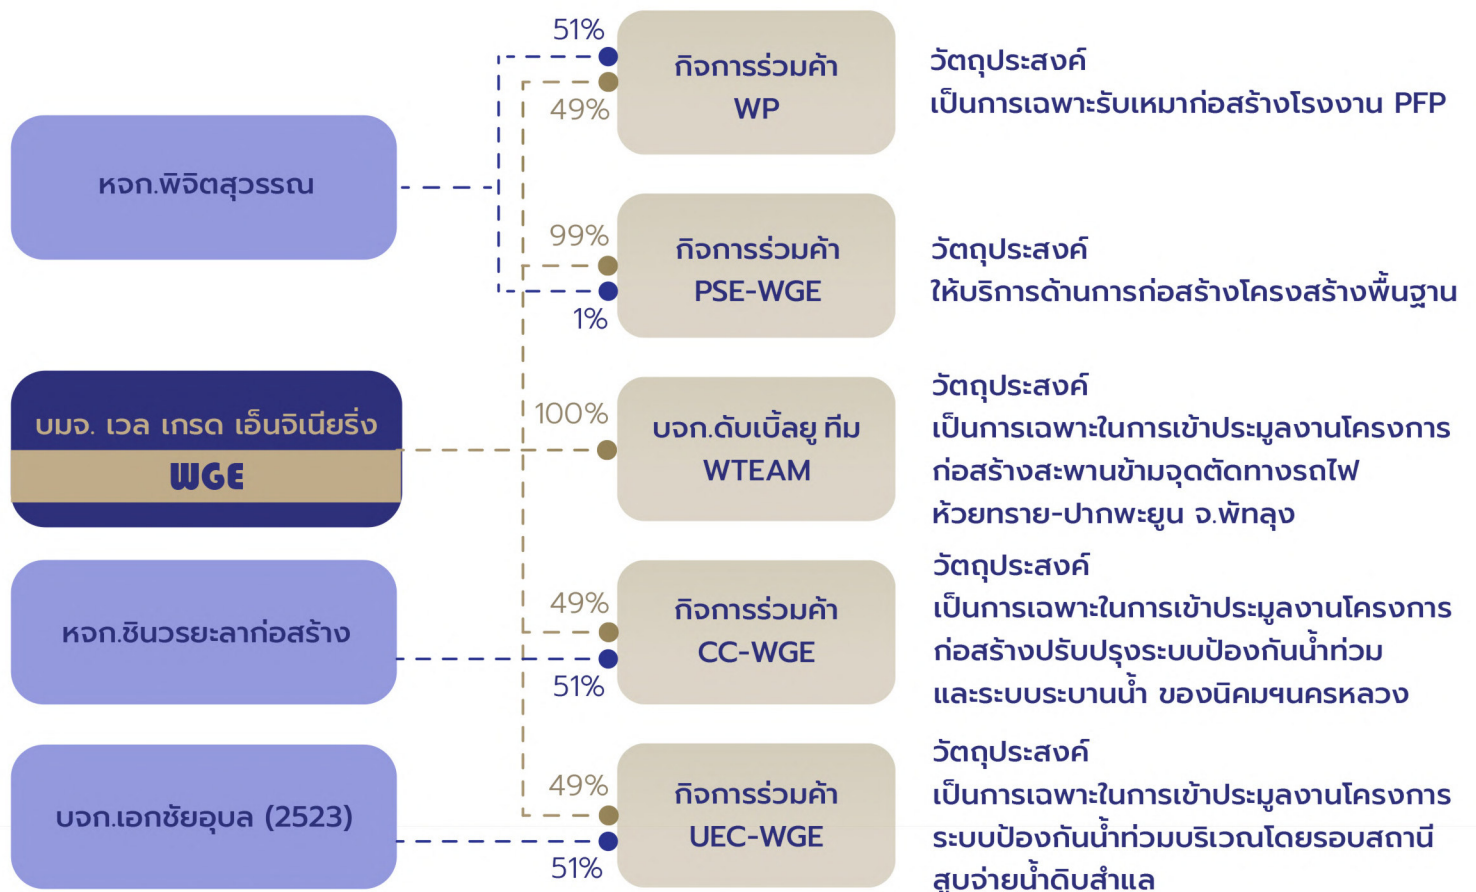 51%
กิจการร่วมค้า
WP
49%
วัตถุประสงค์
เป็นการเฉพาะรับเหมาก่อสร้างโรงงาน PFP
หจก.พิจิตสุวรรณ
99%
กิจการร่วมค้า
PSE-WGE
1%
วัตถุประสงค์
ให้บริการด้านการก่อสร้างโครงสร้างพื้นฐาน
บมจ. เวล เกรด เอ็นจิเนียริ่ง
WGE
100%
บจก.ดับเบิ้ลยู ทีม
WTEAM
วัตถุประสงค์
เป็นการเฉพาะในการเข้าประมูลงานโครงการ
ก่อสร้างสะพานข้ามจุดตัดทางรถไฟ
ห้วยทราย-ปากพะยูน จ.พัทลุง
หจก.ชินวรยะลาก่อสร้าง
49%
กิจการร่วมค้า
CC-WGE
51%
วัตถุประสงค์
เป็นการเฉพาะในการเข้าประมูลงานโครงการ
ก่อสร้างปรับปรุงระบบป้องกันน้ำท่วม
และระบบระบานน้ำ ของนิคมฯนครหลวง
บจก.เอกชัยอุบล (2523)
49%
กิจการร่วมค้า
UEC-WGE
51%
วัตถุประสงค์
เป็นการเฉพาะในการเข้าประมูลงานโครงการ
ระบบป้องกันน้ำท่วมบริเวณโดยรอบสถานี
สูบจ่ายน้ำดิบสำแล